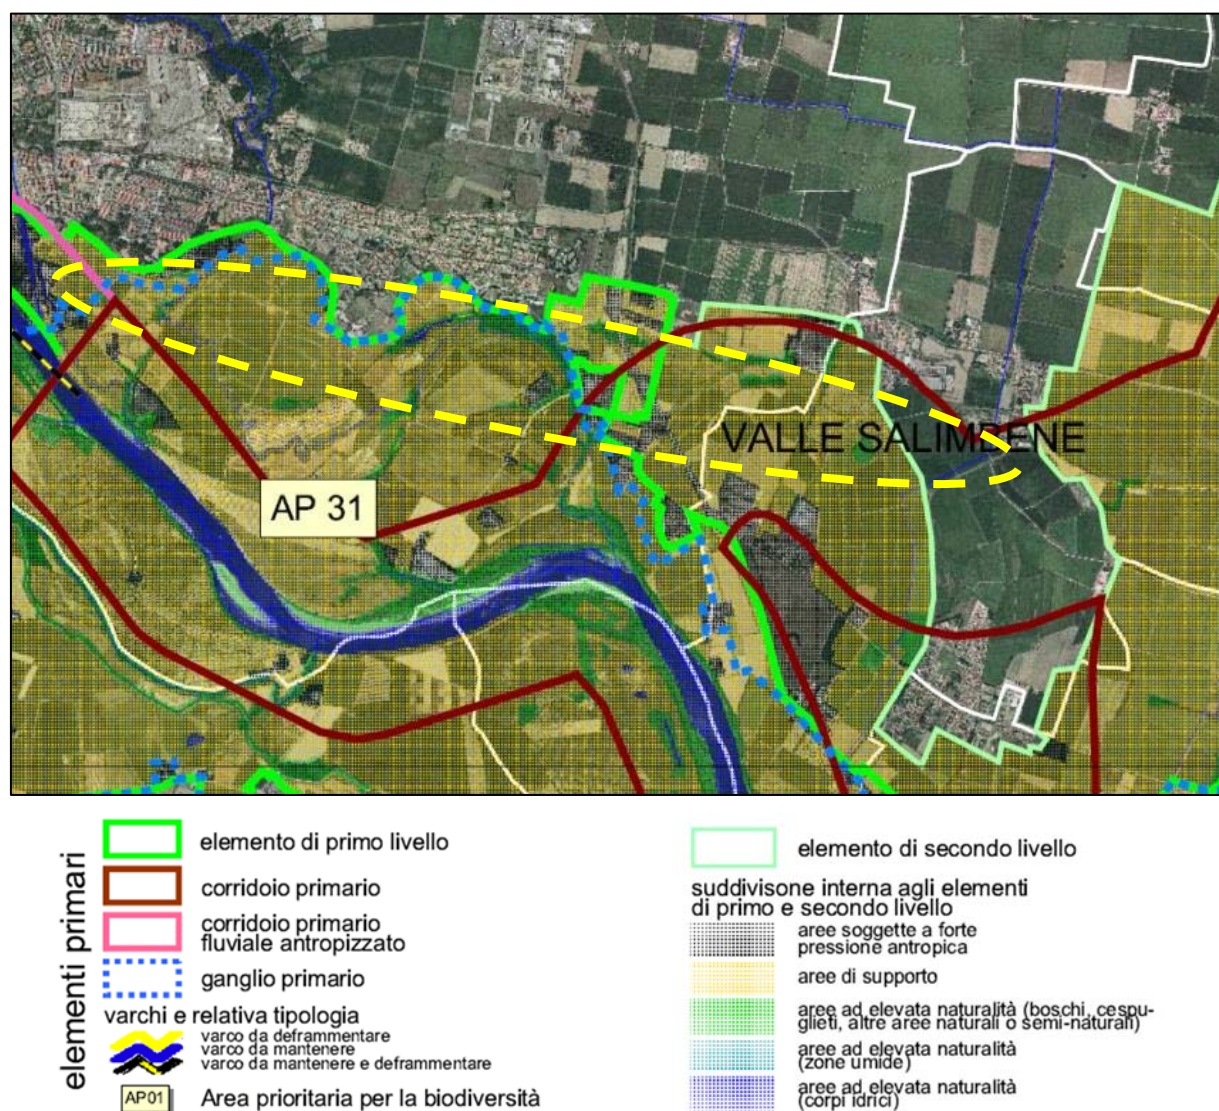 VALLE SALIMBENE
AP 31
elementi primari
elemento di primo livello
corridoio primario
corridoio primario
fluviale antropizzato
ganglio primario
varchi e relativa tipologia
varco da deframmentare
varco da mantenere
varco da mantenere e deframmentare
AP01
Area prioritaria per la biodiversità
elemento di secondo livello
suddivisone interna agli elementi
di primo e secondo livello
aree soggette a forte
pressione antropica
aree di supporto
aree ad elevata naturalità (boschi, cespu-
glieti, altre aree naturali o semi-naturali)
aree ad elevata naturalità
(zone umide)
aree ad elevata naturalità
(corpi idrici)